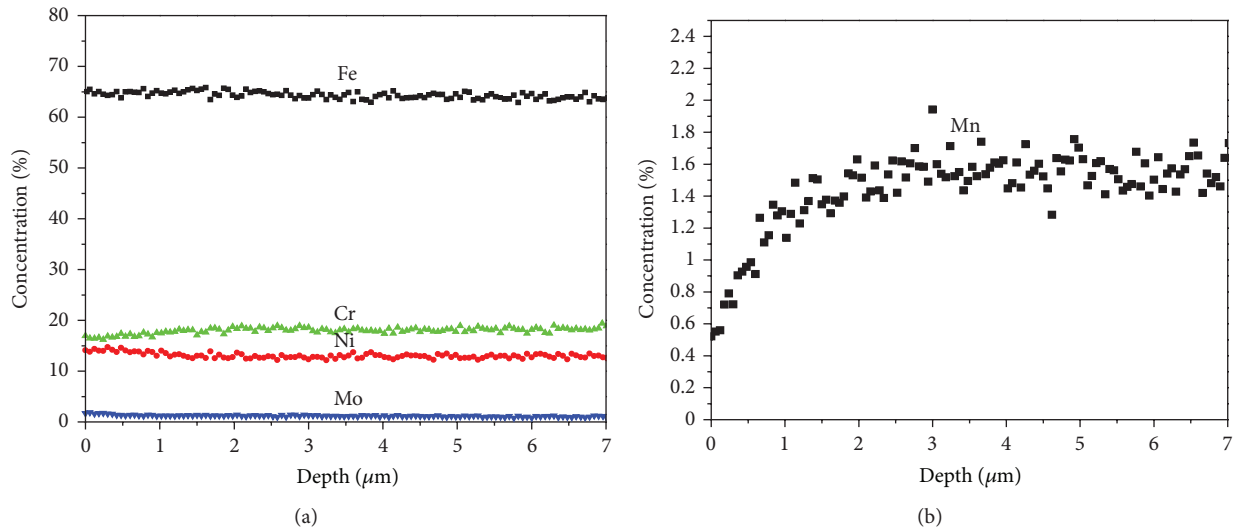 80
70
60
50
40
30
20
10
0
Concentration (%)
Fe
Cr
Ni
Mo
0 1 2 3 4 5 6 7
Depth (μm)
(a)
2.4
2.2
2
1.8
1.6
1.4
1.2
1
0.8
0.6
0.4
0.2
0
Concentration (%)
Mn
0 1 2 3 4 5 6 7
Depth (μm)
(b)